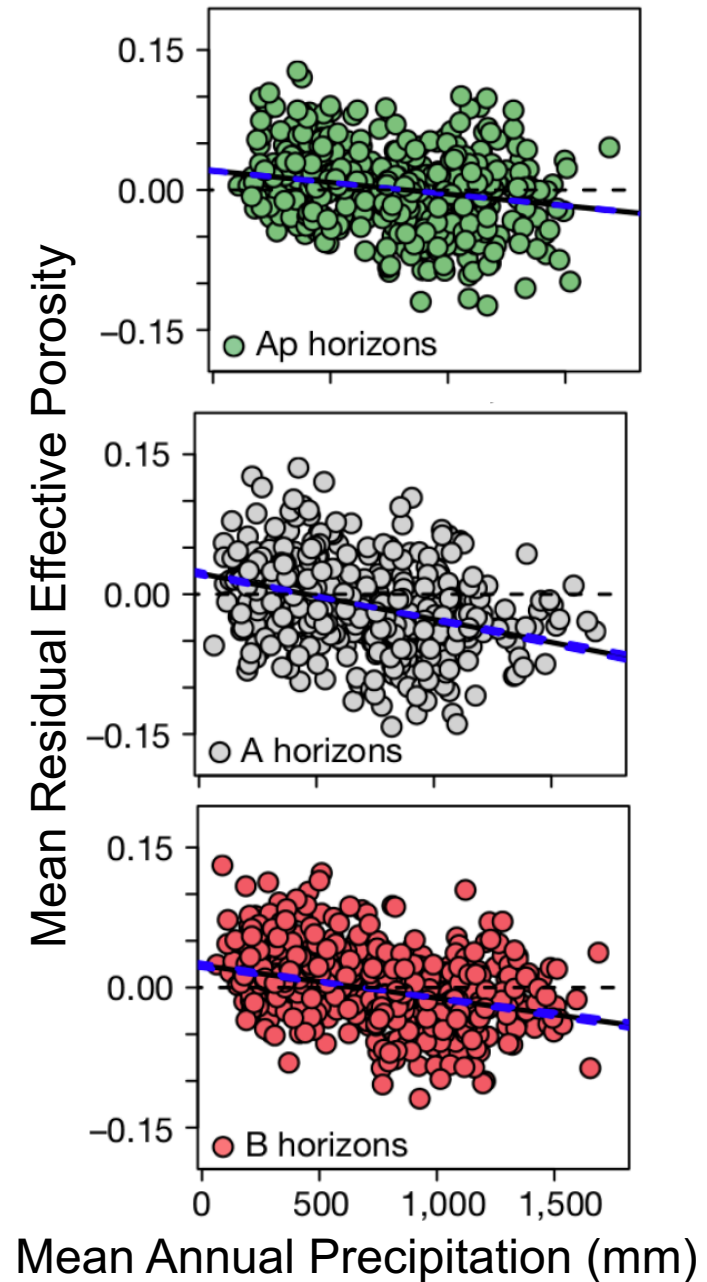 Mean Residual Effective Porosity
0.15
0.00
−0.15
Ap horizons
0.15
0.00
−0.15
A horizons
0.15
0.00
−0.15
B horizons
0 500 1,000 1,500
Mean Annual Precipitation (mm)